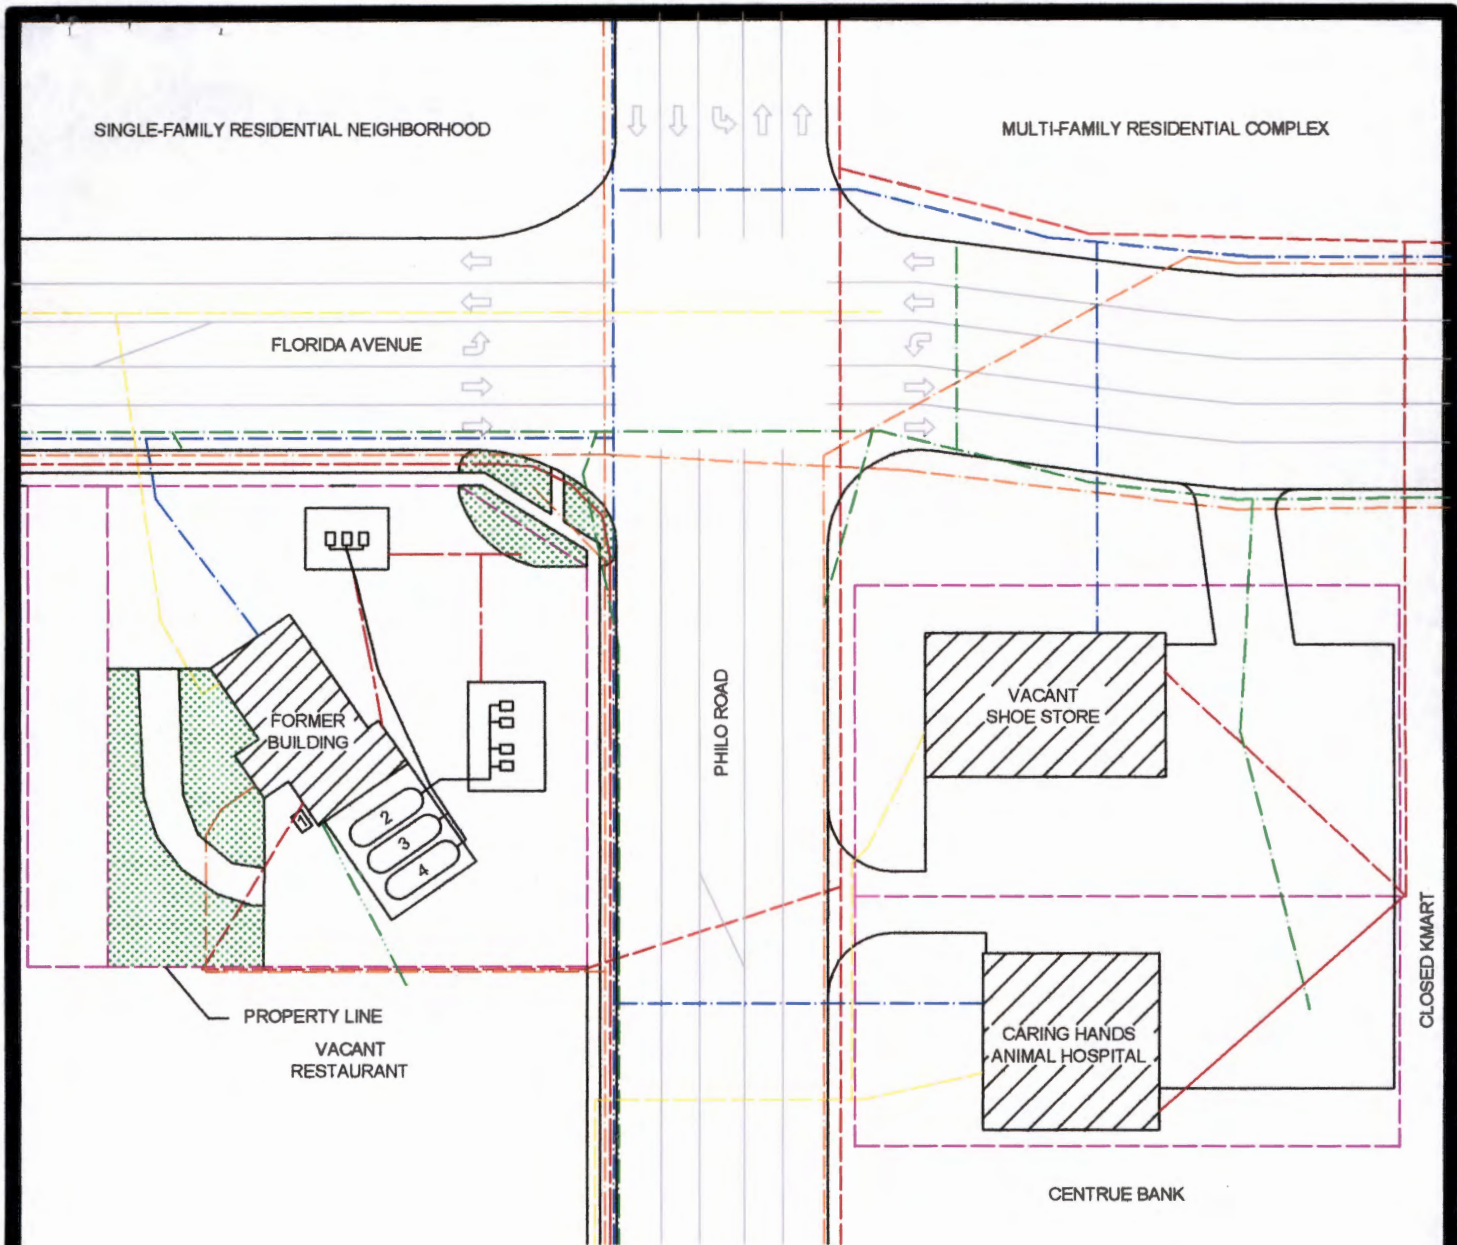 SINGLE-FAMILY RESIDENTIAL NEIGHBORHOOD
MULTI-FAMILY RESIDENTIAL COMPLEX
FLORIDA AVENUE
PHILO ROAD
FORMER
BUILDING
1
2
3
4
VACANT
SHOE STORE
CLOSED KMART
PROPERTY LINE
VACANT
RESTAURANT
CARING HANDS
ANIMAL HOSPITAL
CENTRUE BANK